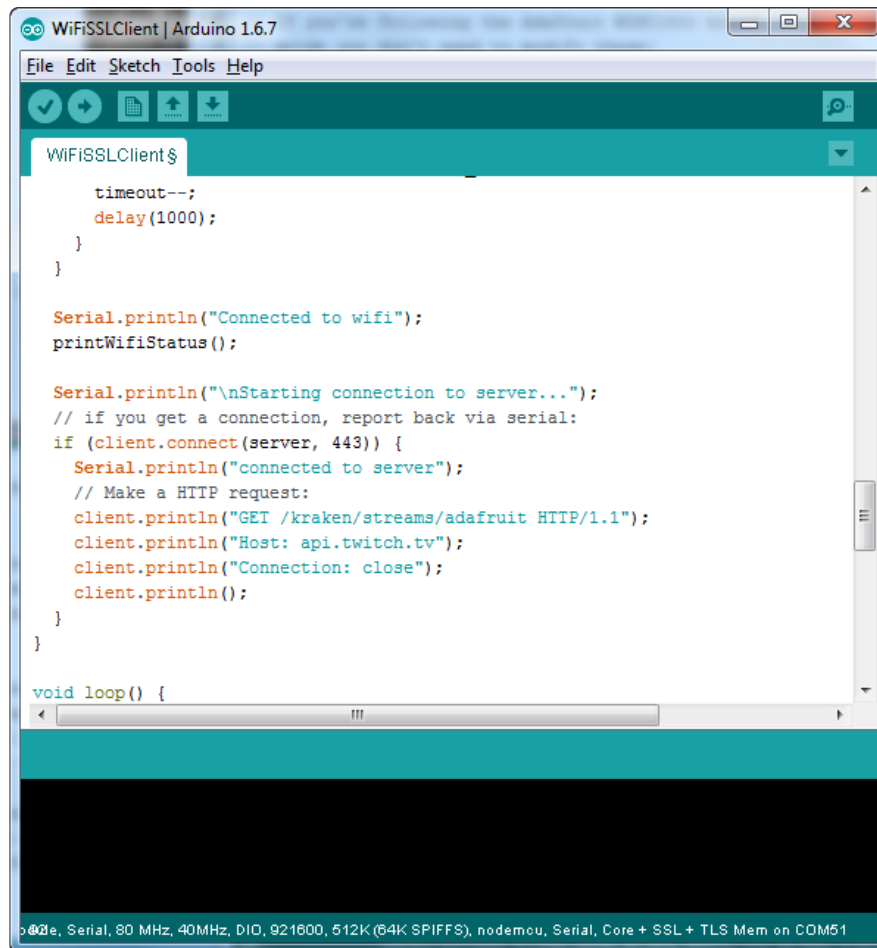 WiFiSSLClient | Arduino 1.6.7
File Edit Sketch Tools Help
WiFiSSLClient §
timeout--;
delay(1000);
}
}
Serial.println("Connected to wifi");
printWifiStatus();
Serial.println("\nStarting connection to server...");
// if you get a connection, report back via serial:
if (client.connect(server, 443)) {
Serial.println("connected to server");
// Make a HTTP request:
client.println("GET /kraken/streams/adafruit HTTP/1.1");
client.println("Host: api.twitch.tv");
client.println("Connection: close");
client.println();
}
}
void loop() {
Serial, 80 MHz, 40MHz, DIO, 921600, 512K (64K SPIFFS), nodemcu, Serial, Core + SSL + TLS Mem on COM51